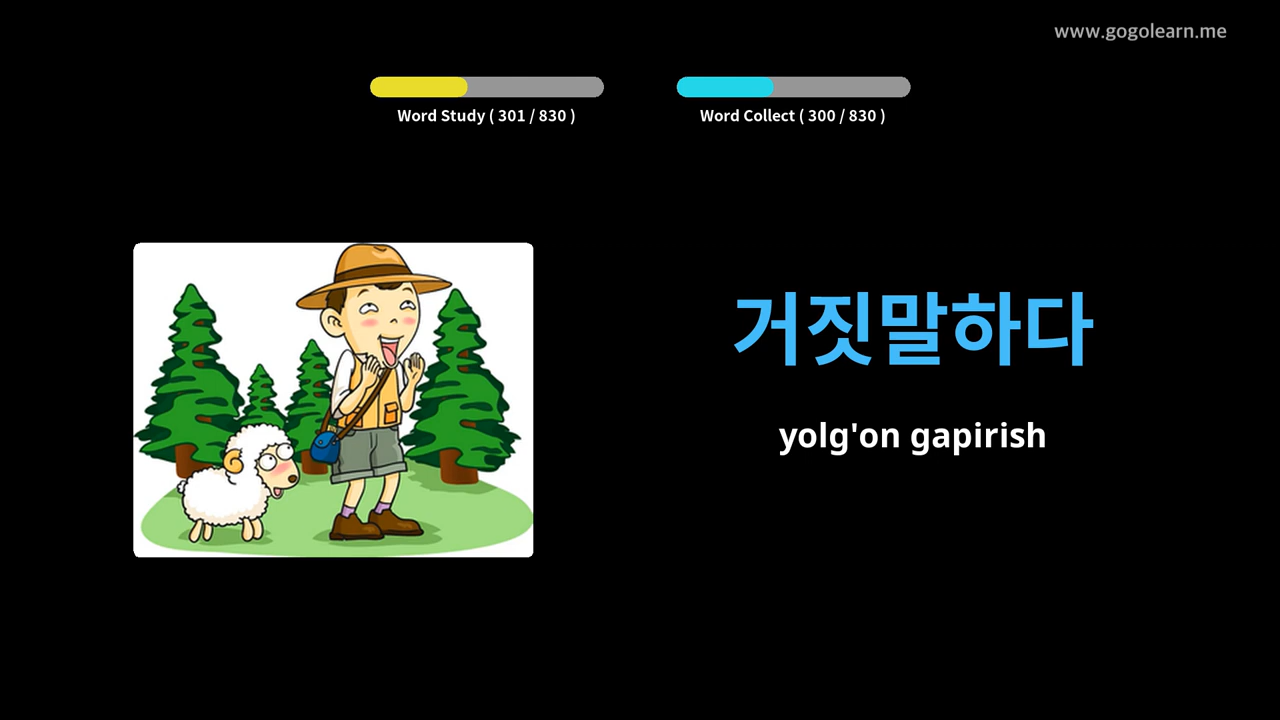 www.gogolearn.me
Word Study ( 301 / 830 )
Word Collect ( 300 / 830 )
거짓말하다
yolg'on gapirish